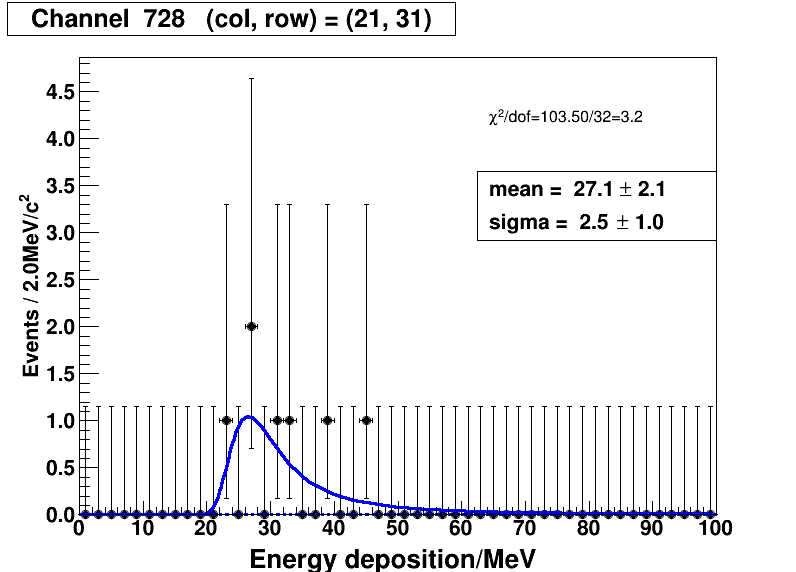 Channel 728 (col, row) = (21, 31)
χ²/dof=103.50/32=3.2
mean = 27.1 ± 2.1
sigma = 2.5 ± 1.0
Events / 2.0MeV/c²
4.5
4.0
3.5
3.0
2.5
2.0
1.5
1.0
0.5
0.0
0 10 20 30 40 50 60 70 80 90 100
Energy deposition/MeV